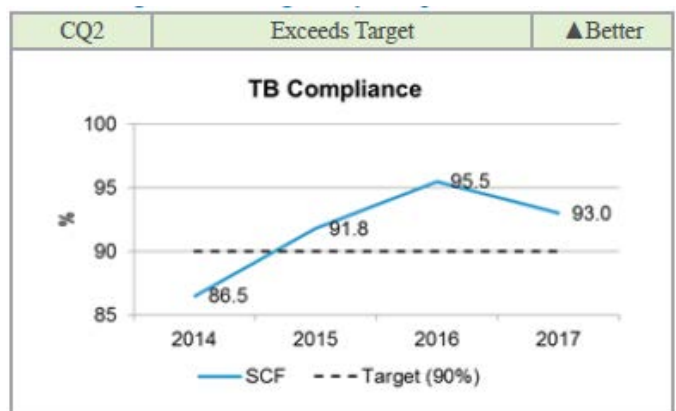 CQ2 Exceeds Target ▲Better
TB Compliance
100
95
90
85
%
95.5
93.0
91.8
86.5
2014 2015 2016 2017
SCF Target (90%)